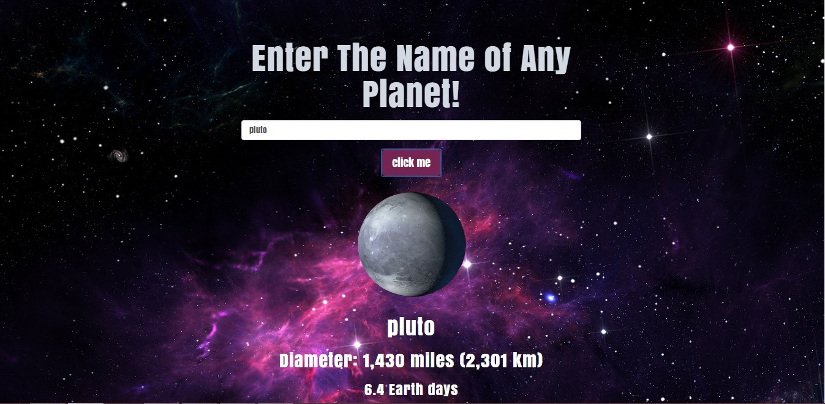 Enter The Name of Any
Planet!
pluto
click me
pluto
Diameter: 1,430 miles (2,301 km)
6.4 Earth days